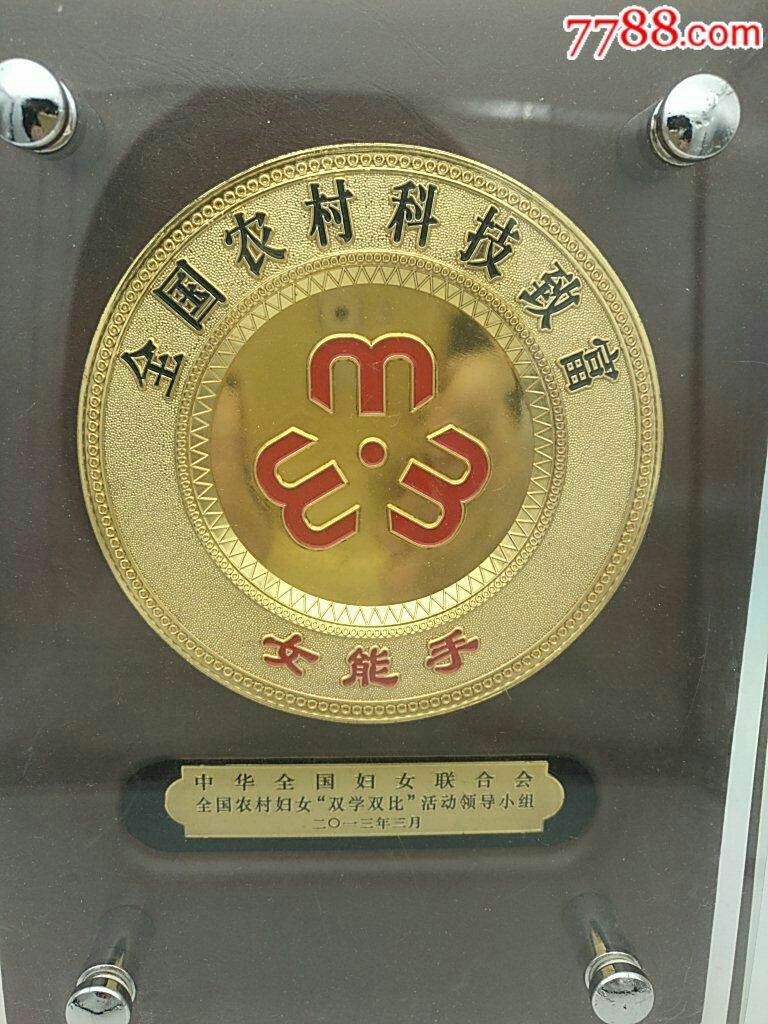 7788.com
全国农村科技致富
女能手
中华全国妇女联合会
全国农村妇女“双学双比”活动领导小组
二〇一三年三月